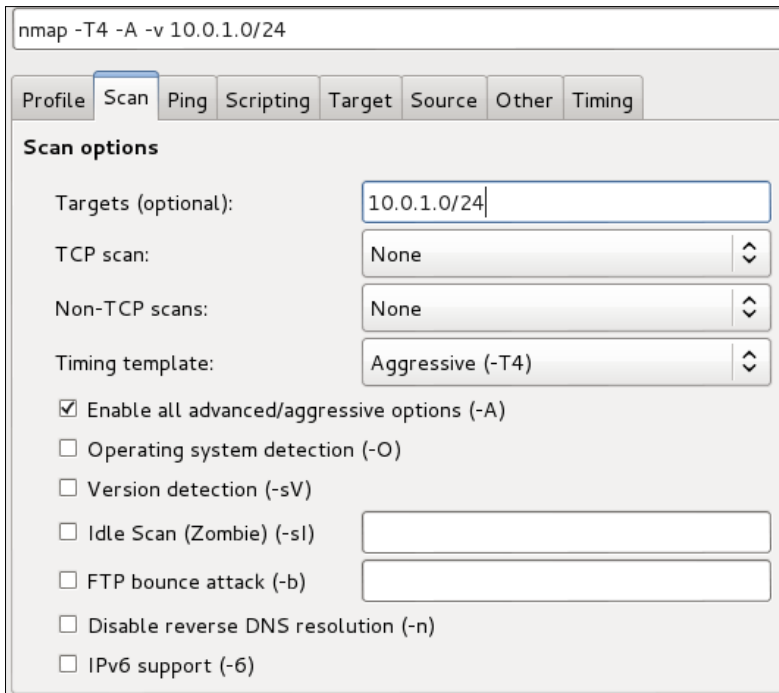 nmap -T4 -A -v 10.0.1.0/24
Profile Scan Ping Scripting Target Source Other Timing
Scan options
Targets (optional): 10.0.1.0/24
TCP scan: None
Non-TCP scans: None
Timing template: Aggressive (-T4)
Enable all advanced/aggressive options (-A)
Operating system detection (-O)
Version detection (-sV)
Idle Scan (Zombie) (-sI)
FTP bounce attack (-b)
Disable reverse DNS resolution (-n)
IPv6 support (-6)